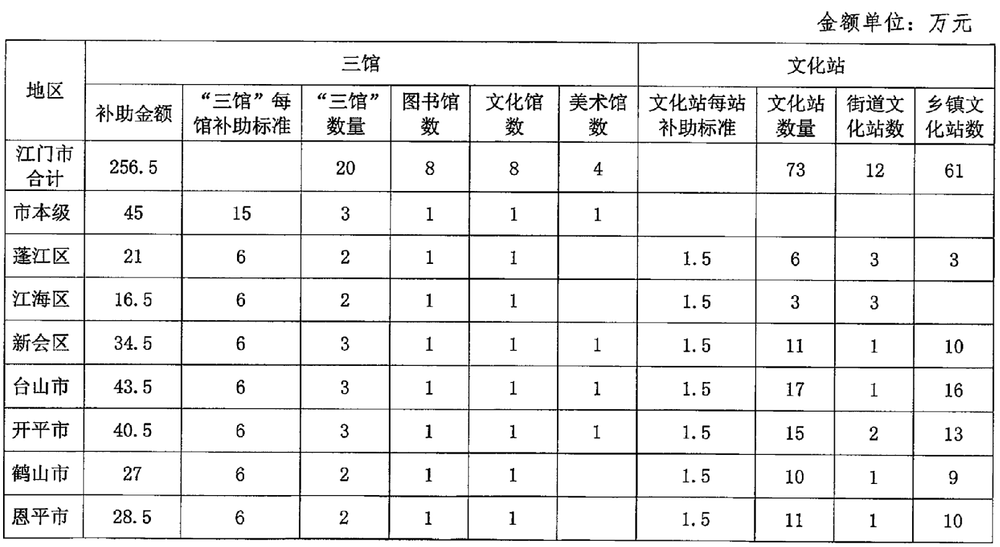 金额单位：万元
地区 三馆 文化站
补助金额 “三馆”每馆补助标准 “三馆”数量 图书馆数 文化馆数 美术馆数 文化站每站补助标准 文化站数量 街道文化站数 乡镇文化站数
江门市合计 256.5 20 8 8 4 73 12 61
市本级 45 15 3 1 1 1
蓬江区 21 6 2 1 1 1.5 6 3 3
江海区 16.5 6 2 1 1 1.5 3 3
新会区 34.5 6 3 1 1 1 1.5 11 1 10
台山市 43.5 6 3 1 1 1 1.5 17 1 16
开平市 40.5 6 3 1 1 1 1.5 15 2 13
鹤山市 27 6 2 1 1 1.5 10 1 9
恩平市 28.5 6 2 1 1 1.5 11 1 10